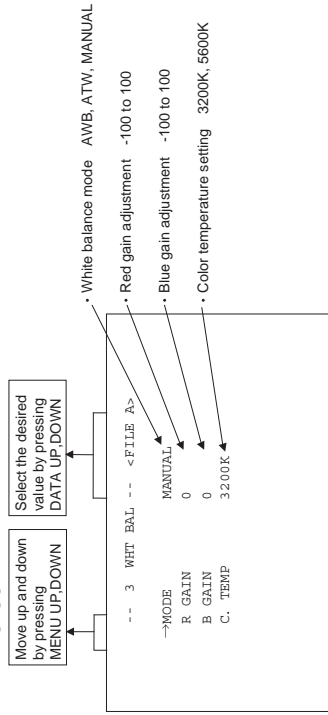 Move up and down
by pressing
MENU UP,DOWN
Select the desired
value by pressing
DATA UP,DOWN
-- 3 WHT BAL -- <FILE A>
→MODE MANUAL
R GAIN 0
B GAIN 0
C. TEMP 3200K
・White balance mode AWB, ATW, MANUAL
・Red gain adjustment -100 to 100
・Blue gain adjustment -100 to 100
・Color temperature setting 3200K, 5600K